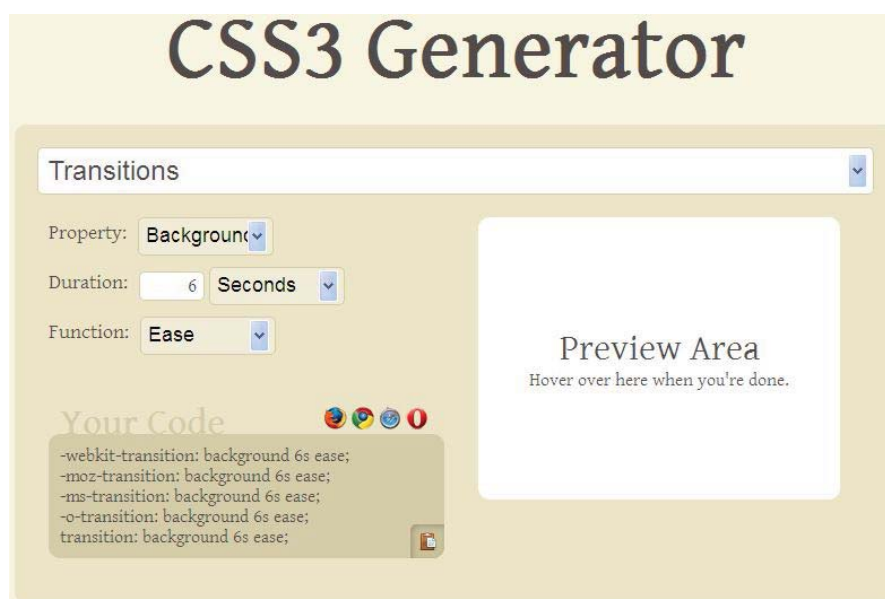 CSS3 Generator
Transitions
Property: Background
Duration: 6 Seconds
Function: Ease
Preview Area
Hover over here when you're done.
Your Code
-webkit-transition: background 6s ease;
-moz-transition: background 6s ease;
-ms-transition: background 6s ease;
-o-transition: background 6s ease;
transition: background 6s ease;